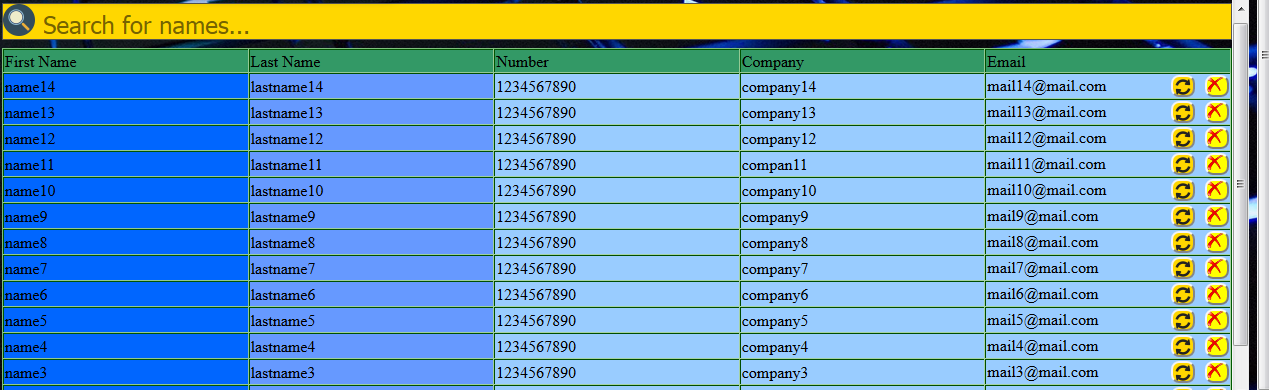 Search for names...
First Name Last Name Number Company Email
name14 lastname14 1234567890 company14 mail14@mail.com
name13 lastname13 1234567890 company13 mail13@mail.com
name12 lastname12 1234567890 company12 mail12@mail.com
name11 lastname11 1234567890 compan11 mail11@mail.com
name10 lastname10 1234567890 company10 mail10@mail.com
name9 lastname9 1234567890 company9 mail9@mail.com
name8 lastname8 1234567890 company8 mail8@mail.com
name7 lastname7 1234567890 company7 mail7@mail.com
name6 lastname6 1234567890 company6 mail6@mail.com
name5 lastname5 1234567890 company5 mail5@mail.com
name4 lastname4 1234567890 company4 mail4@mail.com
name3 lastname3 1234567890 company3 mail3@mail.com